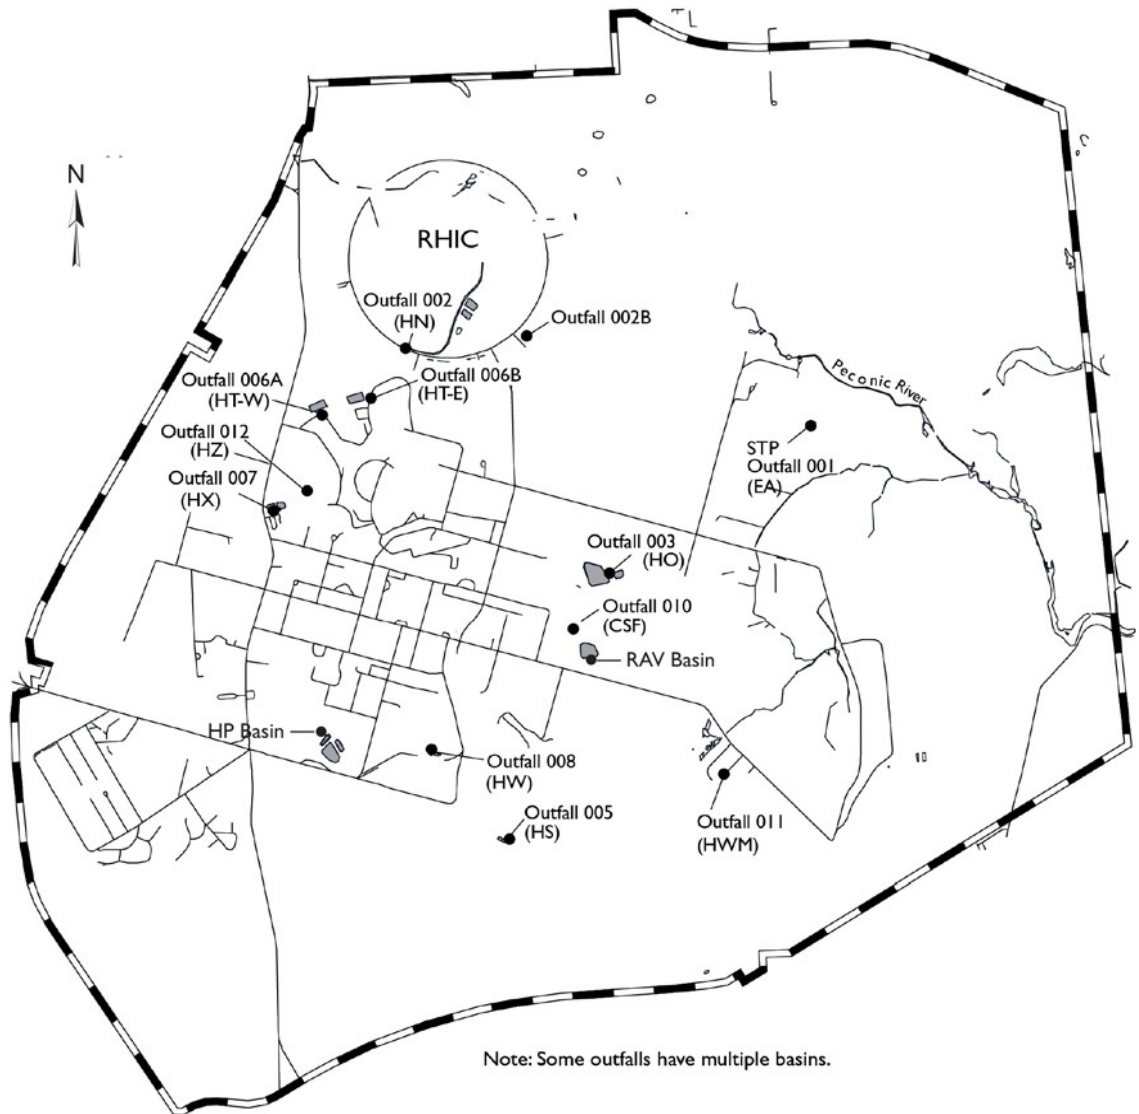 N
RHIC
Outfall 002
(HN)
Outfall 002B
Outfall 006A
(HT-W)
Outfall 006B
(HT-E)
Peconic River
Outfall 012
(HZ)
Outfall 007
(HX)
STP
Outfall 001
(EA)
Outfall 003
(HO)
Outfall 010
(CSF)
RAV Basin
HP Basin
Outfall 008
(HW)
Outfall 005
(HS)
Outfall 011
(HWM)
Note: Some outfalls have multiple basins.